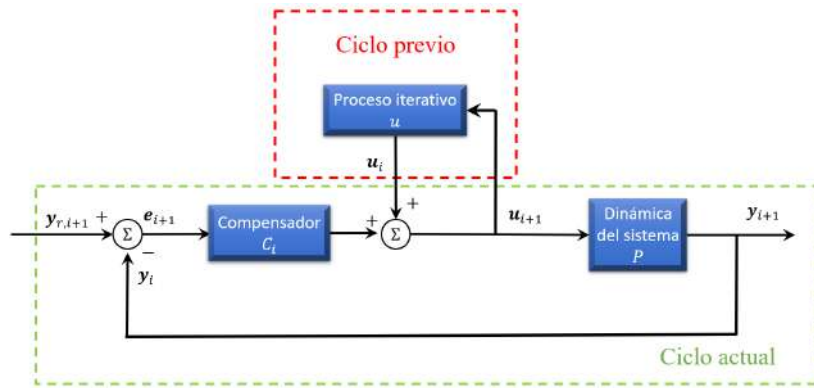 Ciclo previo
Proceso iterativo
u
u_i
y_{r,i+1} +
e_{i+1}
Compensador
C_i
+
+
Σ
Σ
−
y_i
u_{i+1}
Dinámica
del sistema
P
y_{i+1}
Ciclo actual